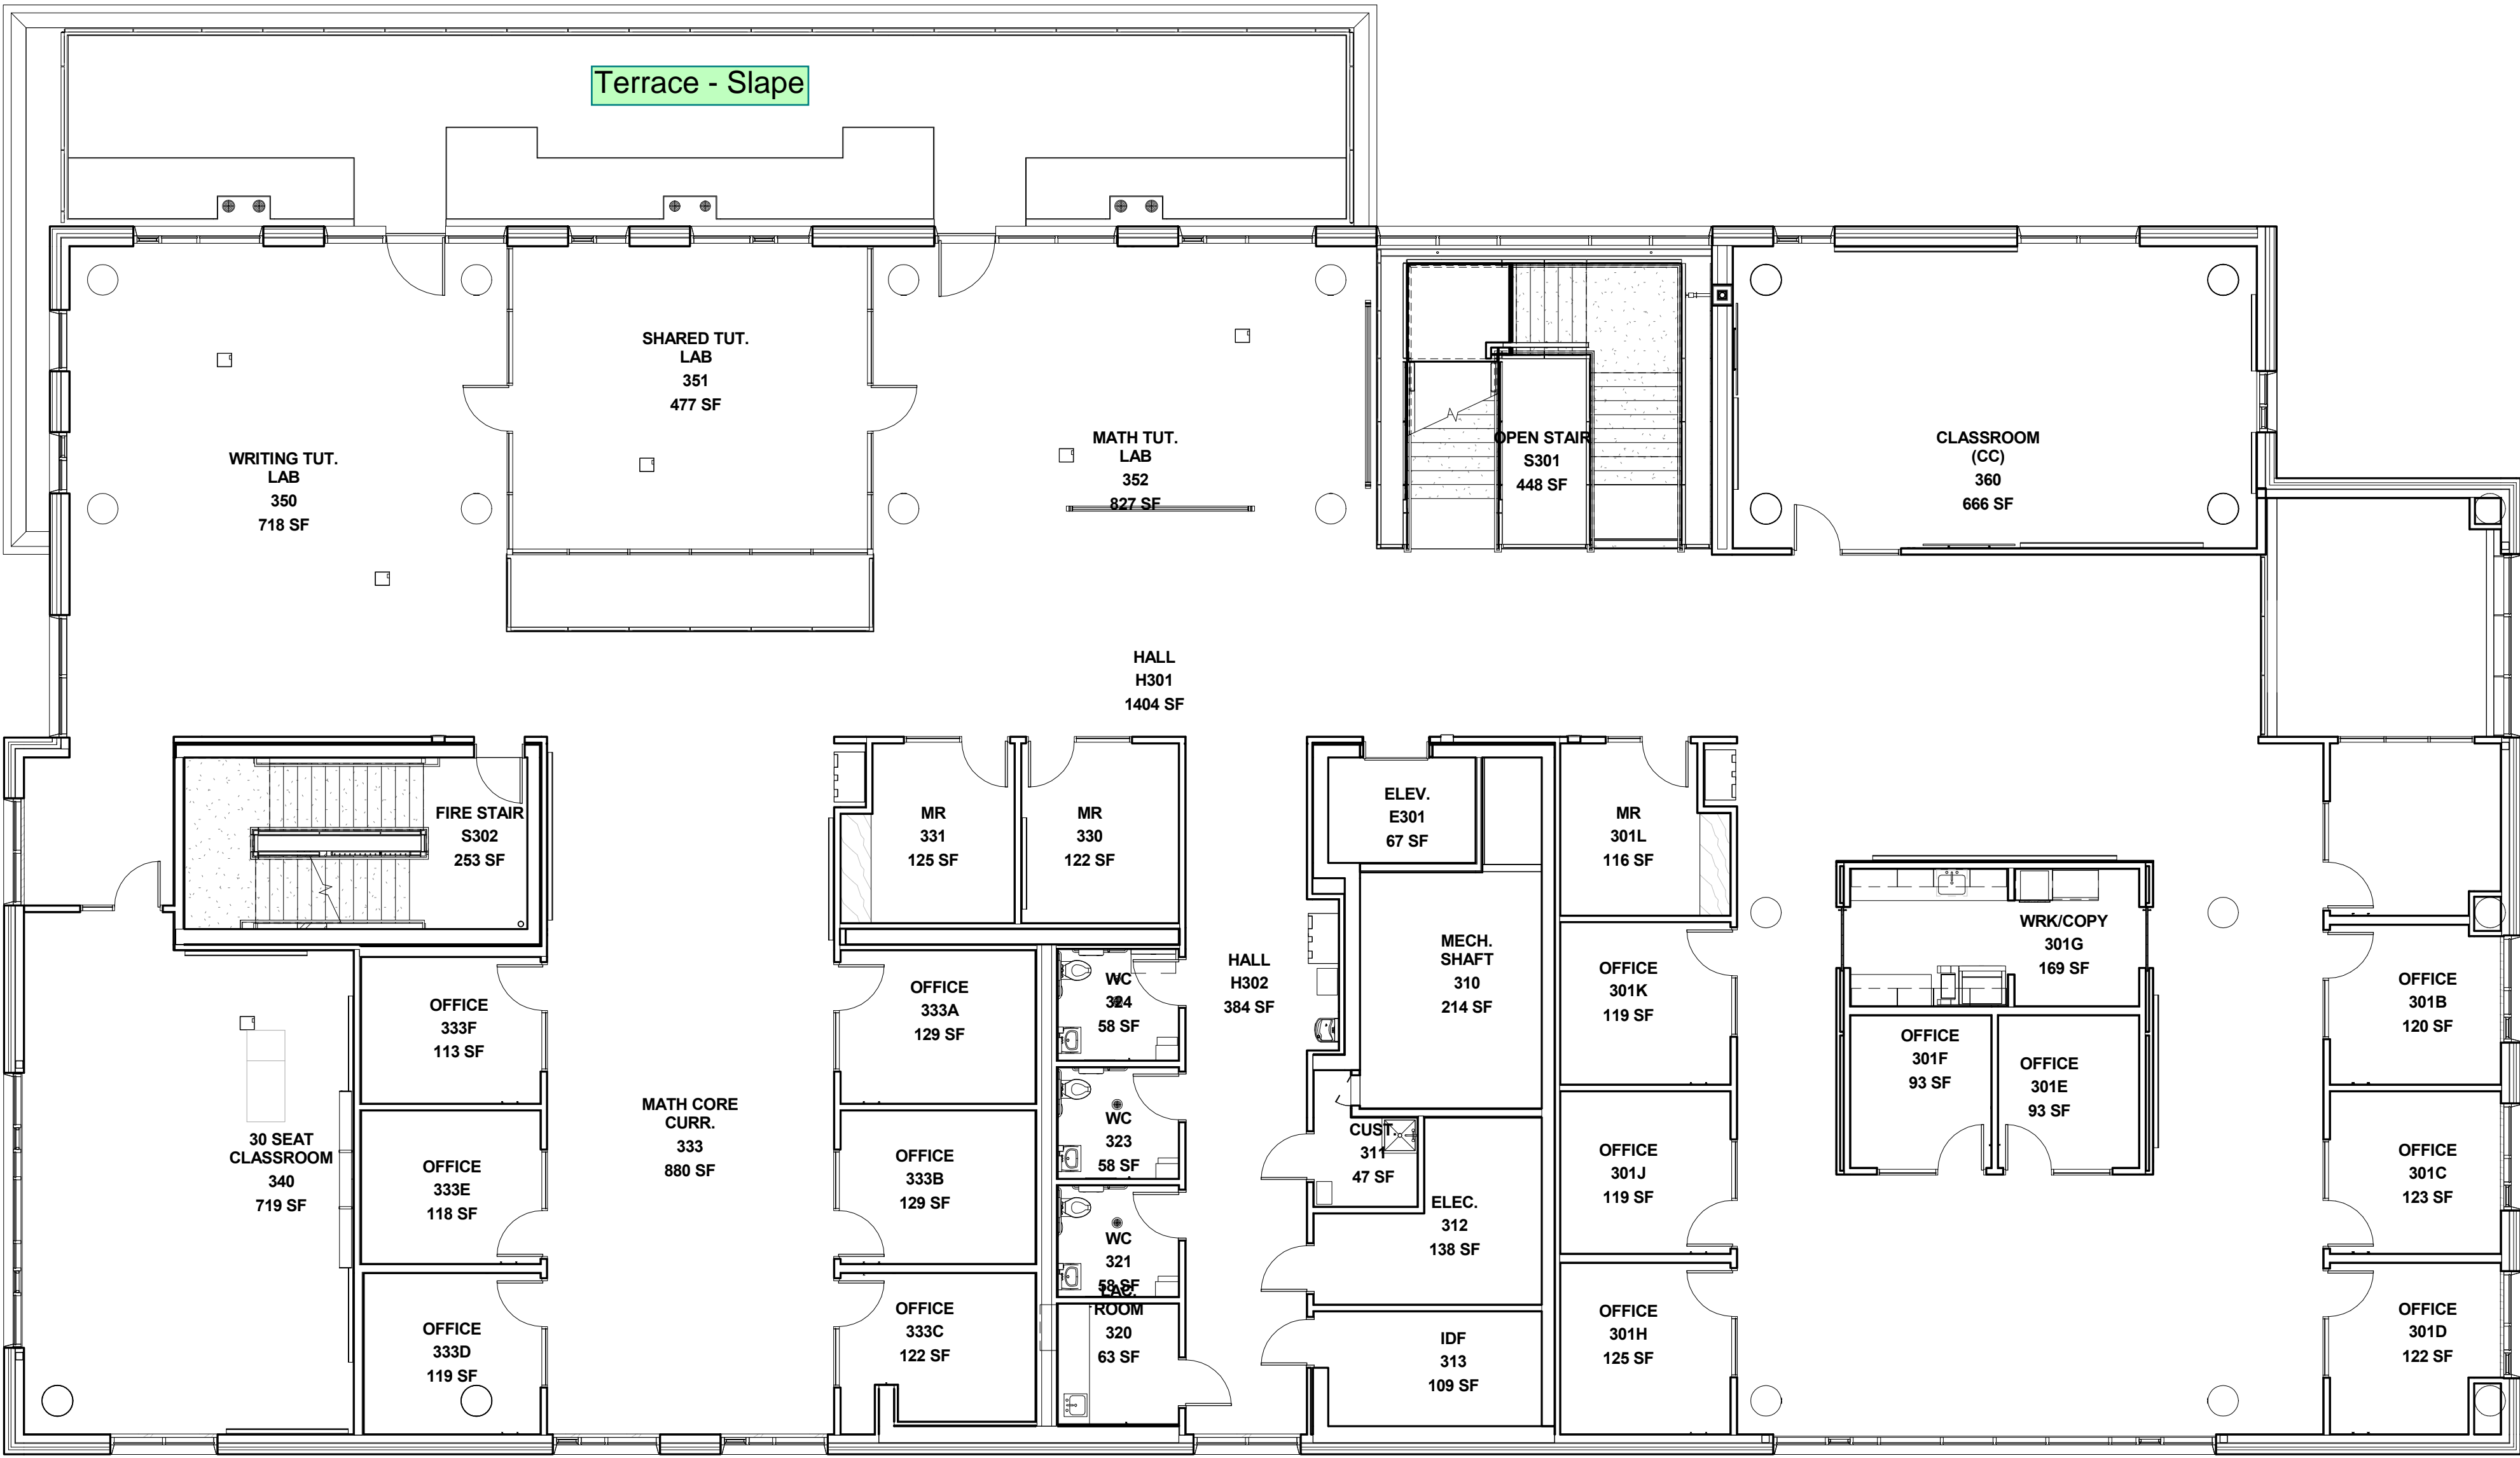 Terrace - Slape
SHARED TUT.
LAB
351
477 SF
WRITING TUT.
LAB
350
718 SF
MATH TUT.
LAB
352
827 SF
OPEN STAIR
S301
448 SF
CLASSROOM
(CC)
360
666 SF
HALL
H301
1404 SF
FIRE STAIR
S302
253 SF
MR
331
125 SF
MR
330
122 SF
ELEV.
E301
67 SF
MR
301L
116 SF
WRK/COPY
301G
169 SF
OFFICE
333F
113 SF
OFFICE
333A
129 SF
WC
324
58 SF
HALL
H302
384 SF
MECH.
SHAFT
310
214 SF
OFFICE
301K
119 SF
OFFICE
301B
120 SF
OFFICE
301F
93 SF
OFFICE
301E
93 SF
30 SEAT
CLASSROOM
340
719 SF
OFFICE
333E
118 SF
MATH CORE
CURR.
333
880 SF
OFFICE
333B
129 SF
WC
323
58 SF
CUST.
311
47 SF
OFFICE
301J
119 SF
OFFICE
301C
123 SF
WC
321
58 SF
ELEC.
312
138 SF
OFFICE
333D
119 SF
OFFICE
333C
122 SF
LAC.
ROOM
320
63 SF
IDF
313
109 SF
OFFICE
301H
125 SF
OFFICE
301D
122 SF